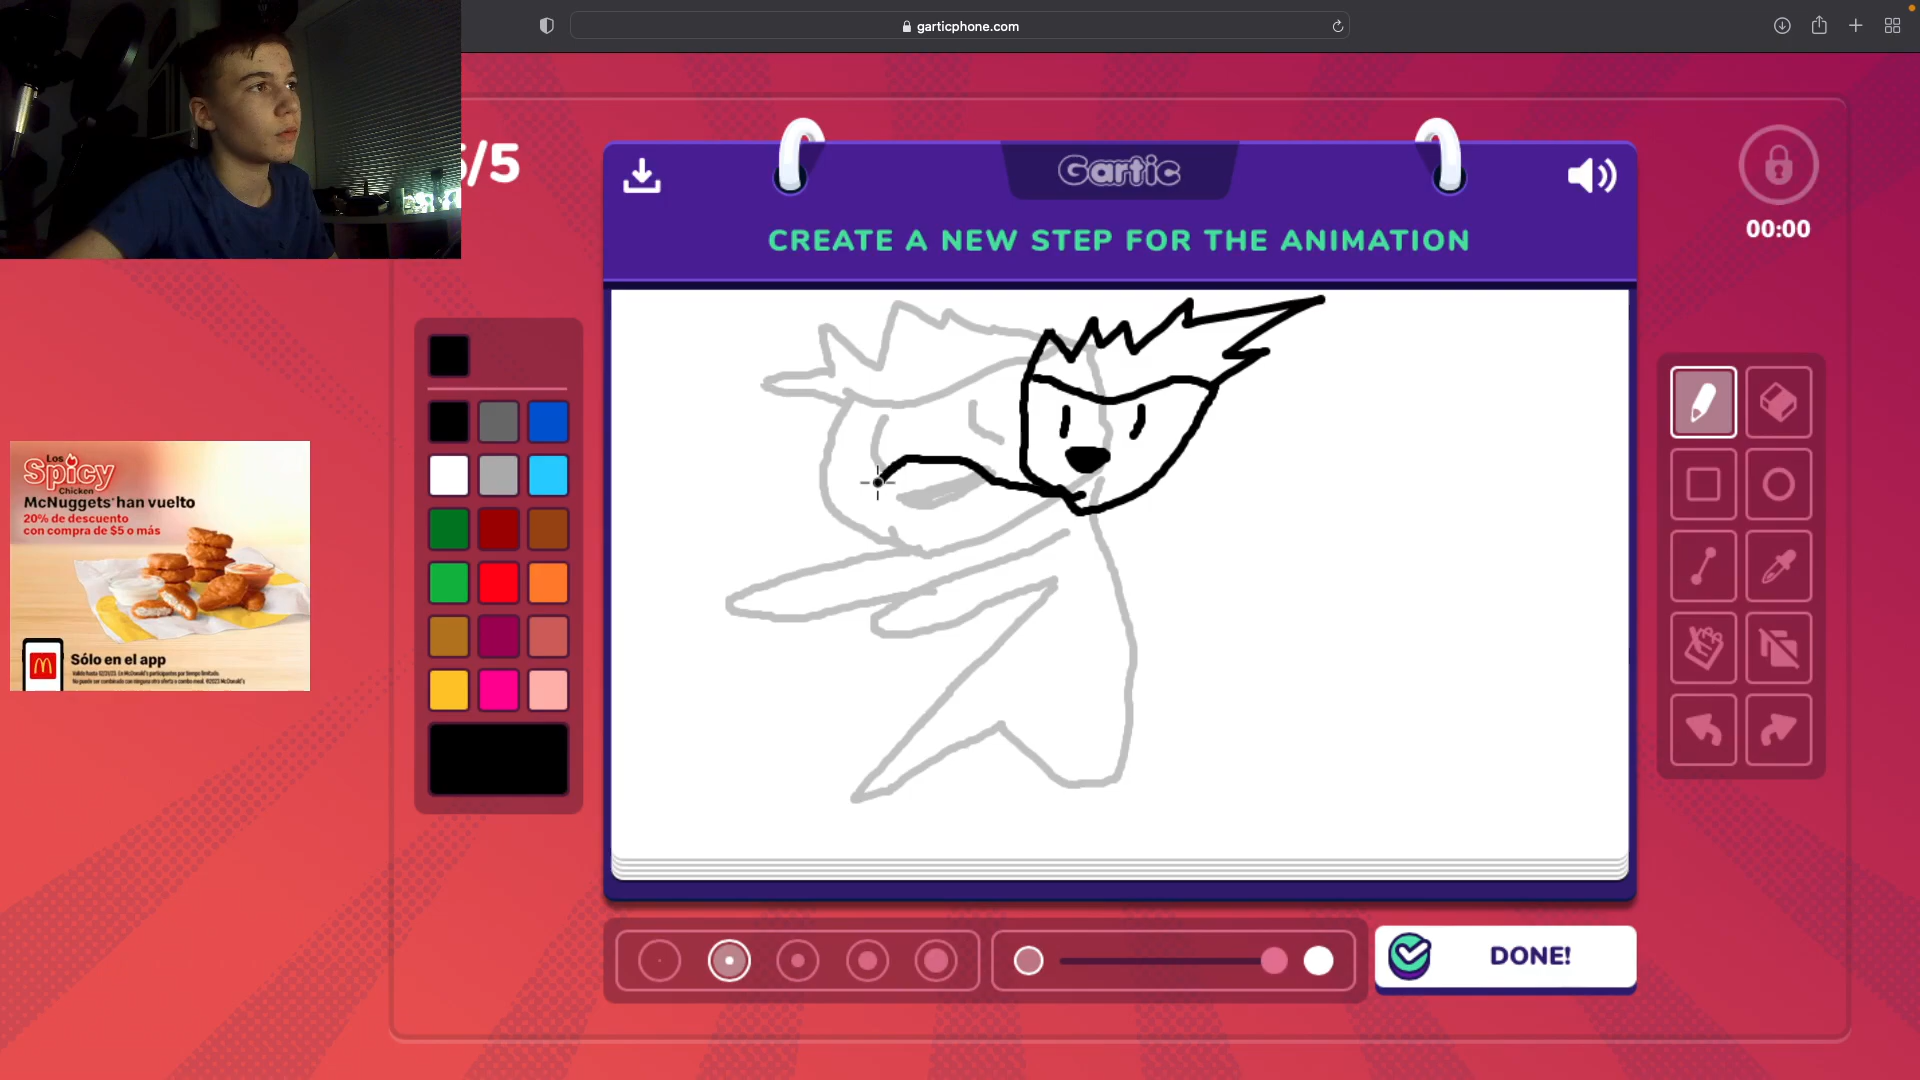 garticphone.com
/5
Gartic
CREATE A NEW STEP FOR THE ANIMATION
00:00
Los
Spicy
Chicken
McNuggets® han vuelto
20% de descuento
con compra de $5 o más
Sólo en el app
DONE!